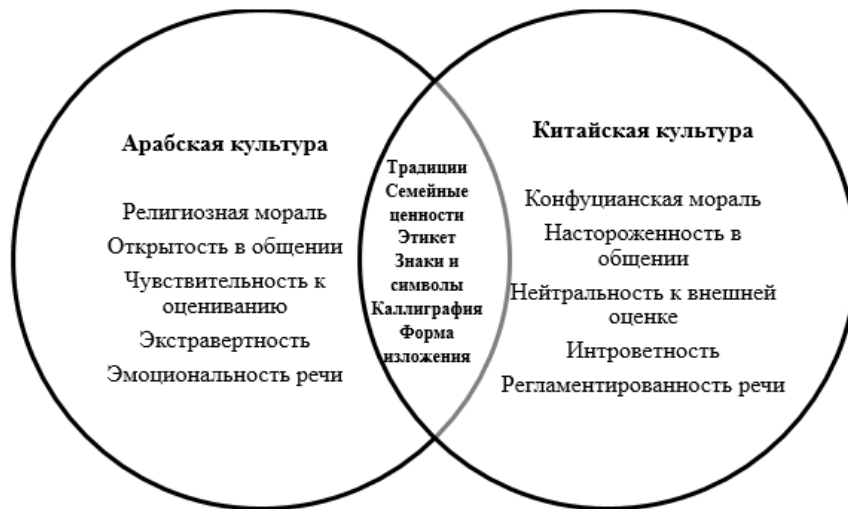 Арабская культура
Религиозная мораль
Открытость в общении
Чувствительность к
оцениванию
Экстравертность
Эмоциональность речи
Традиции
Семейные
ценности
Этикет
Знаки и
символы
Каллиграфия
Форма
изложения
Китайская культура
Конфуцианская мораль
Настороженность в
общении
Нейтральность к внешней
оценке
Интроветность
Регламентированность речи